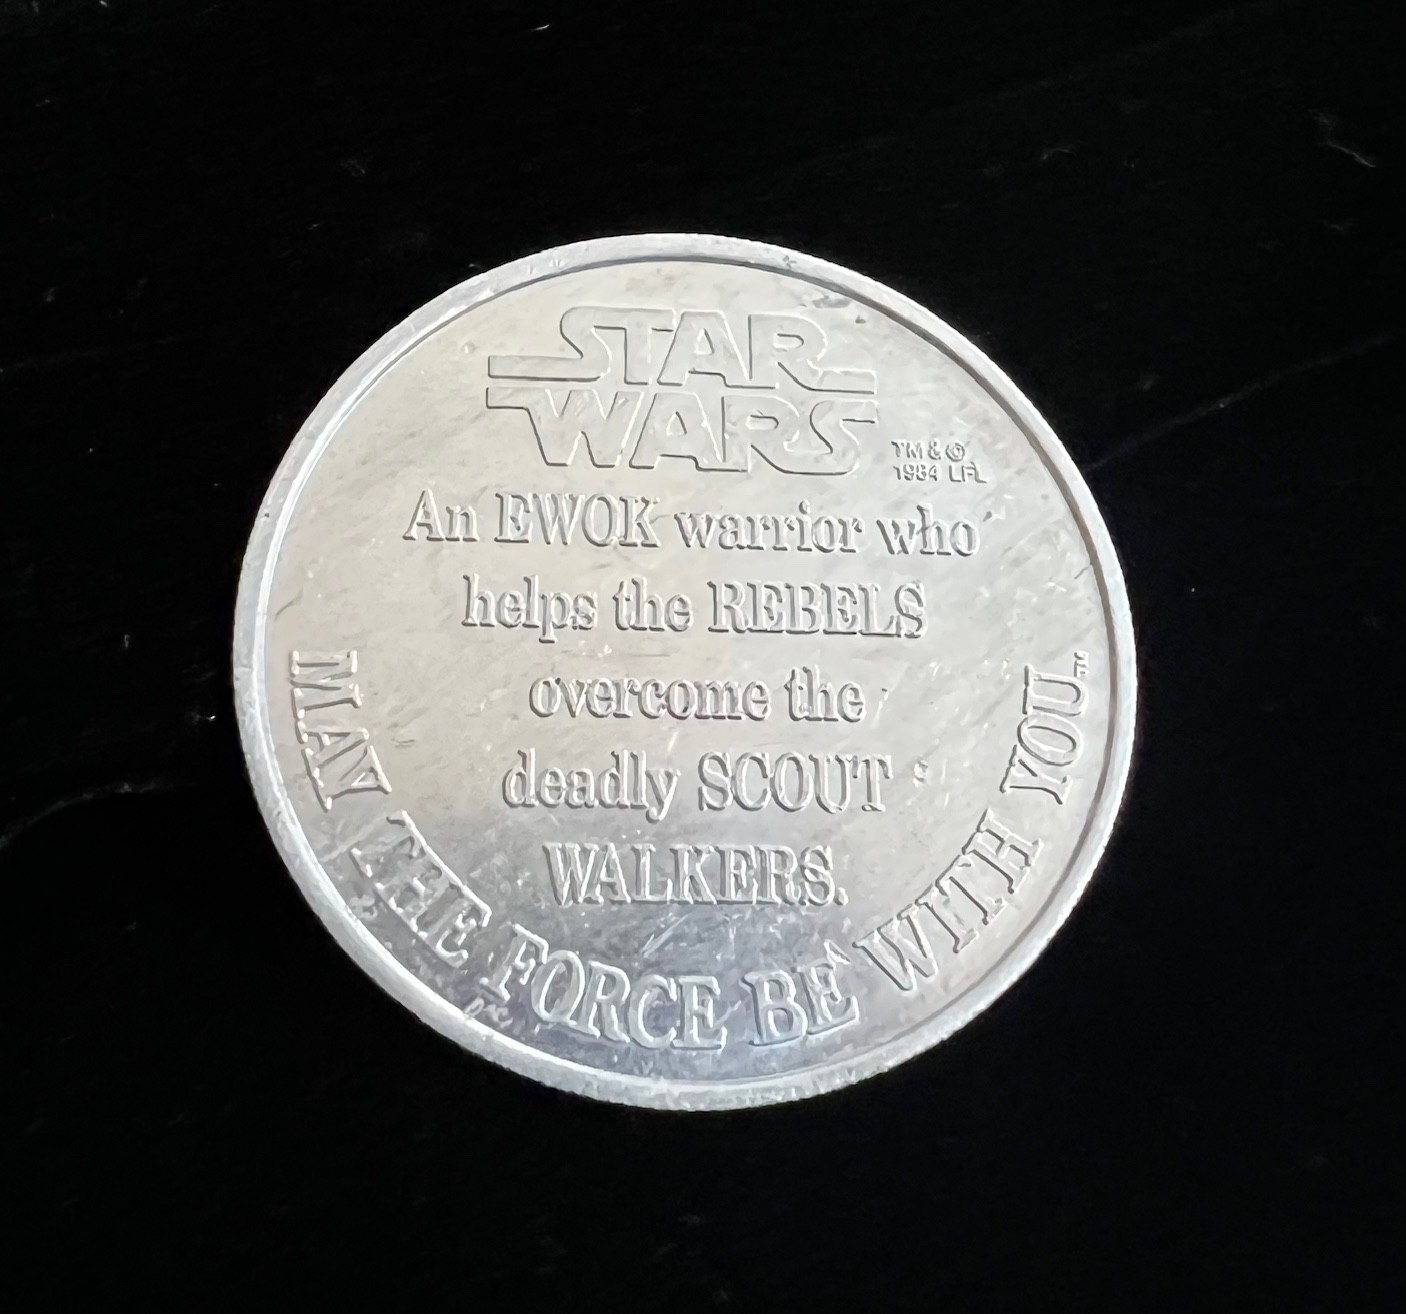 STAR
WARS
TM & ©
1984 LFL
An EWOK warrior who
helps the REBELS
overcome the
deadly SCOUT
WALKERS.
MAY THE FORCE BE WITH YOU.™